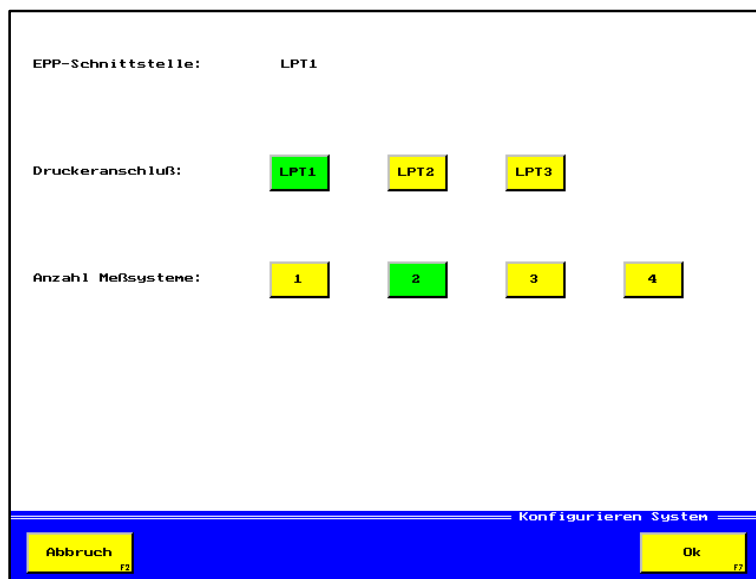 EPP-Schnittstelle: LPT1
Druckeranschluß: LPT1 LPT2 LPT3
Anzahl Meßsysteme: 1 2 3 4
Konfigurieren System
Abbruch F2 Ok F7